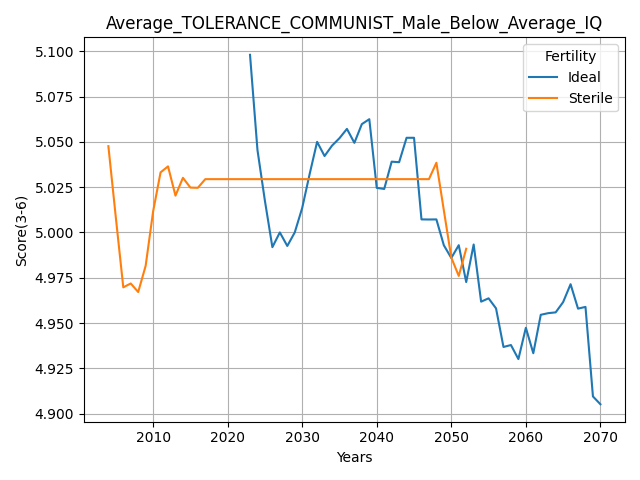 Average_TOLERANCE_COMMUNIST_Male_Below_Average_IQ
Fertility
Ideal
Sterile
Score(3-6)
5.100
5.075
5.050
5.025
5.000
4.975
4.950
4.925
4.900
2010 2020 2030 2040 2050 2060 2070
Years